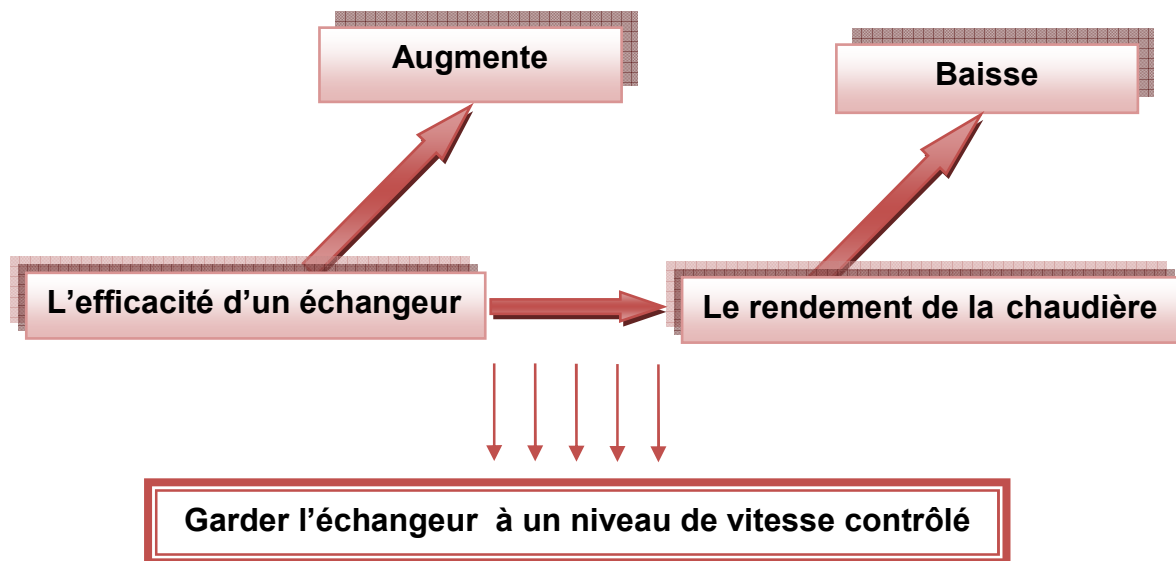 Augmente
Baisse
L’efficacité d’un échangeur
Le rendement de la chaudière
Garder l’échangeur à un niveau de vitesse contrôlé